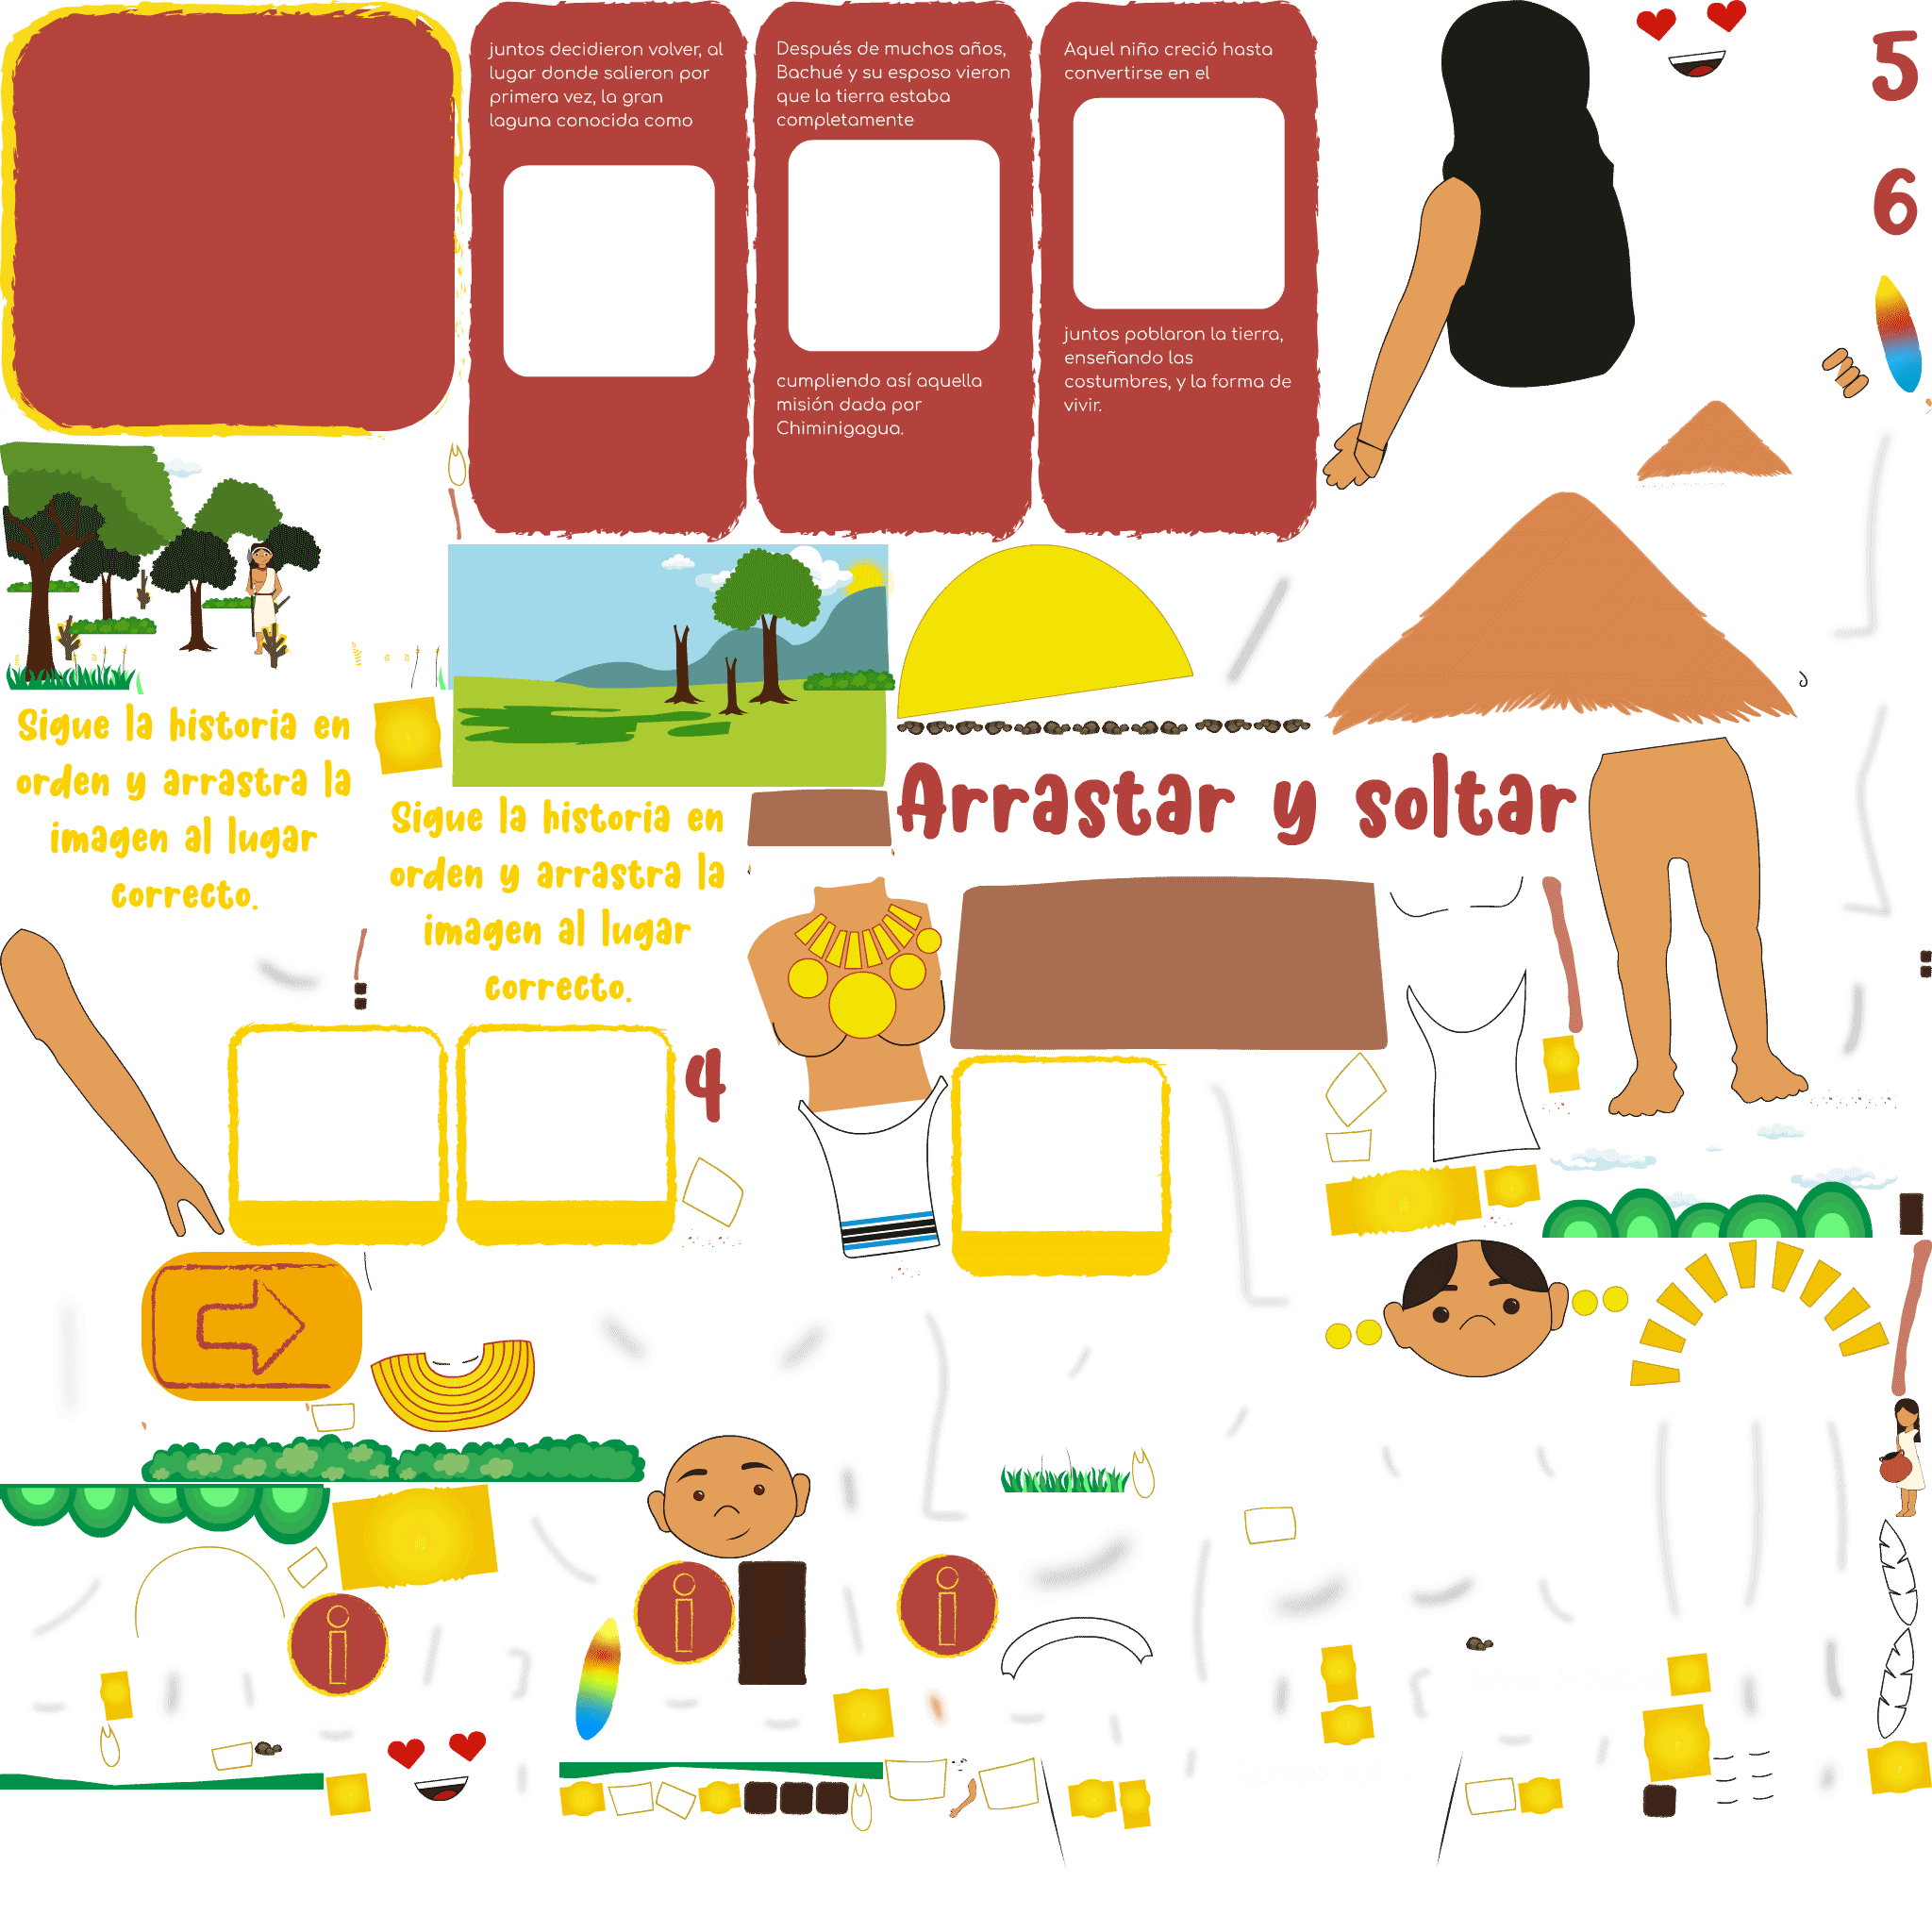 juntos decidieron volver, al
lugar donde salieron por
primera vez, la gran
laguna conocida como
Después de muchos años,
Bachué y su esposo vieron
que la tierra estaba
completamente
cumpliendo así aquella
misión dada por
Chiminigagua.
Aquel niño creció hasta
convertirse en el
juntos poblaron la tierra,
enseñando las
costumbres, y la forma de
vivir.
5
6
Sigue la historia en
orden y arrastra la
imagen al lugar
correcto.
Sigue la historia en
orden y arrastra la
imagen al lugar
correcto.
Arrastar y soltar
4
i
i
i